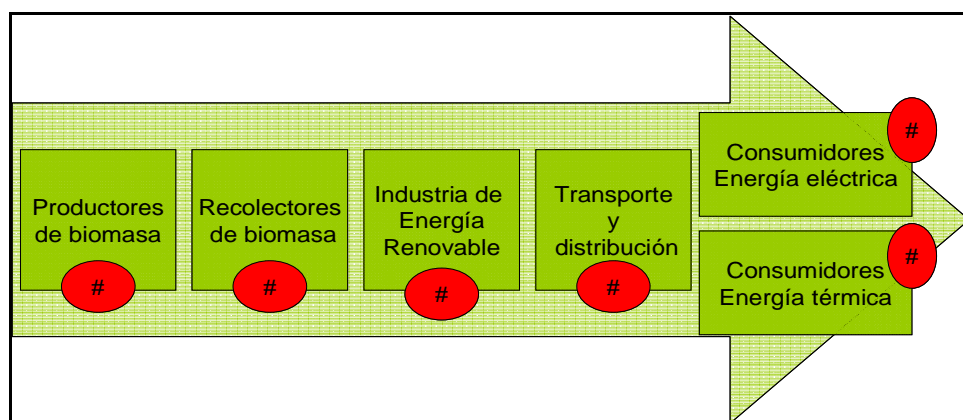 Productores
de biomasa
#
Recolectores
de biomasa
#
Industria de
Energía
Renovable
#
Transporte
y
distribución
#
Consumidores
Energía eléctrica
#
Consumidores
Energía térmica
#